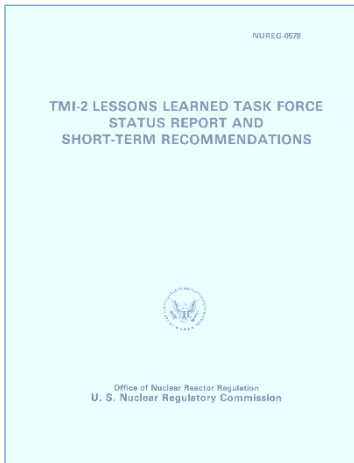 NUREG-0578
TMI-2 LESSONS LEARNED TASK FORCE
STATUS REPORT AND
SHORT-TERM RECOMMENDATIONS
Office of Nuclear Reactor Regulation
U. S. Nuclear Regulatory Commission